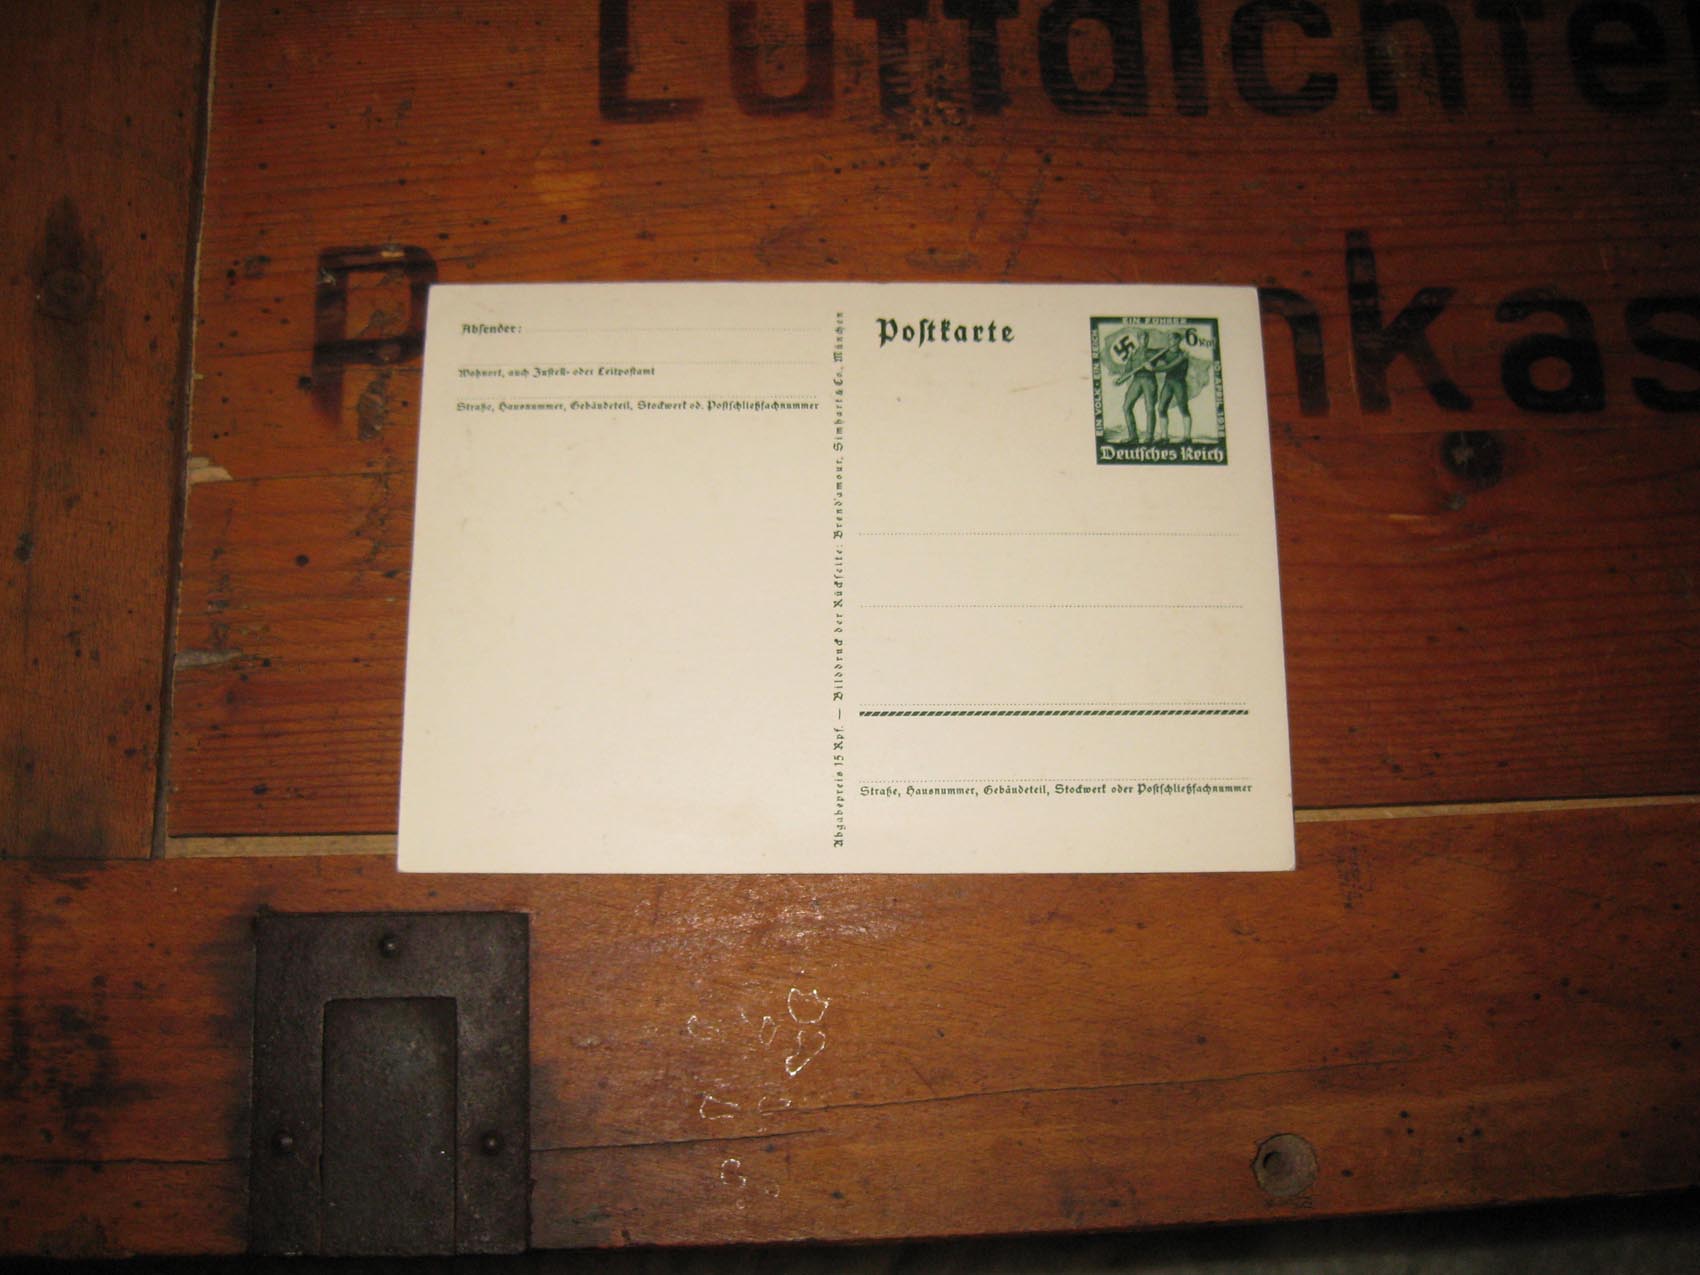 Luftdichter
P
nkas
Absender:
Wohnort, auch Zustell- oder Leitpostamt
Straße, Hausnummer, Gebäudeteil, Stockwerk od. Postschließfachnummer
Abgabepreis 15 Rpf. — Bilddruck der Rückseite: Brend'amour, Simhart & Co., München
Postkarte
EIN VOLK · EIN REICH
EIN FÜHRER
6 Rpf
10. APRIL 1938
Deutsches Reich
Straße, Hausnummer, Gebäudeteil, Stockwerk oder Postschließfachnummer